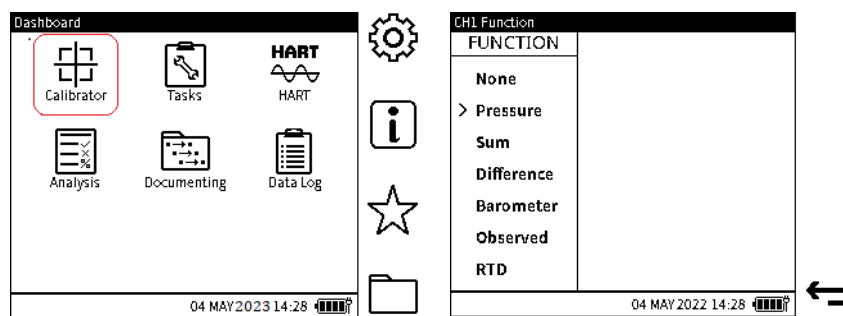 Dashboard
HART
Calibrator
Tasks
HART
Analysis
Documenting
Data Log
04 MAY 2023 14:28
CH1 Function
FUNCTION
None
> Pressure
Sum
Difference
Barometer
Observed
RTD
04 MAY 2022 14:28